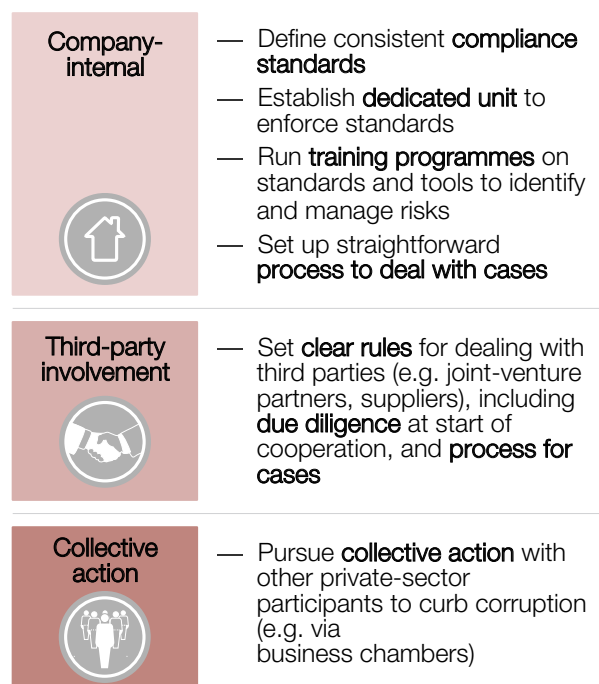 Company-
internal
— Define consistent compliance
standards
— Establish dedicated unit to
enforce standards
— Run training programmes on
standards and tools to identify
and manage risks
— Set up straightforward
process to deal with cases
Third-party
involvement
— Set clear rules for dealing with
third parties (e.g. joint-venture
partners, suppliers), including
due diligence at start of
cooperation, and process for
cases
Collective
action
— Pursue collective action with
other private-sector
participants to curb corruption
(e.g. via
business chambers)